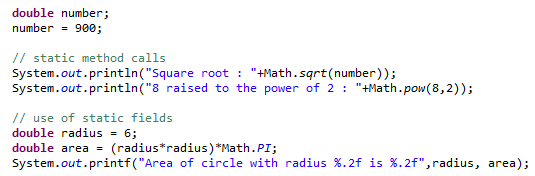 double number;
number = 900;
// static method calls
System.out.println("Square root : "+Math.sqrt(number));
System.out.println("8 raised to the power of 2 : "+Math.pow(8,2));
// use of static fields
double radius = 6;
double area = (radius*radius)*Math.PI;
System.out.printf("Area of circle with radius %.2f is %.2f",radius, area);